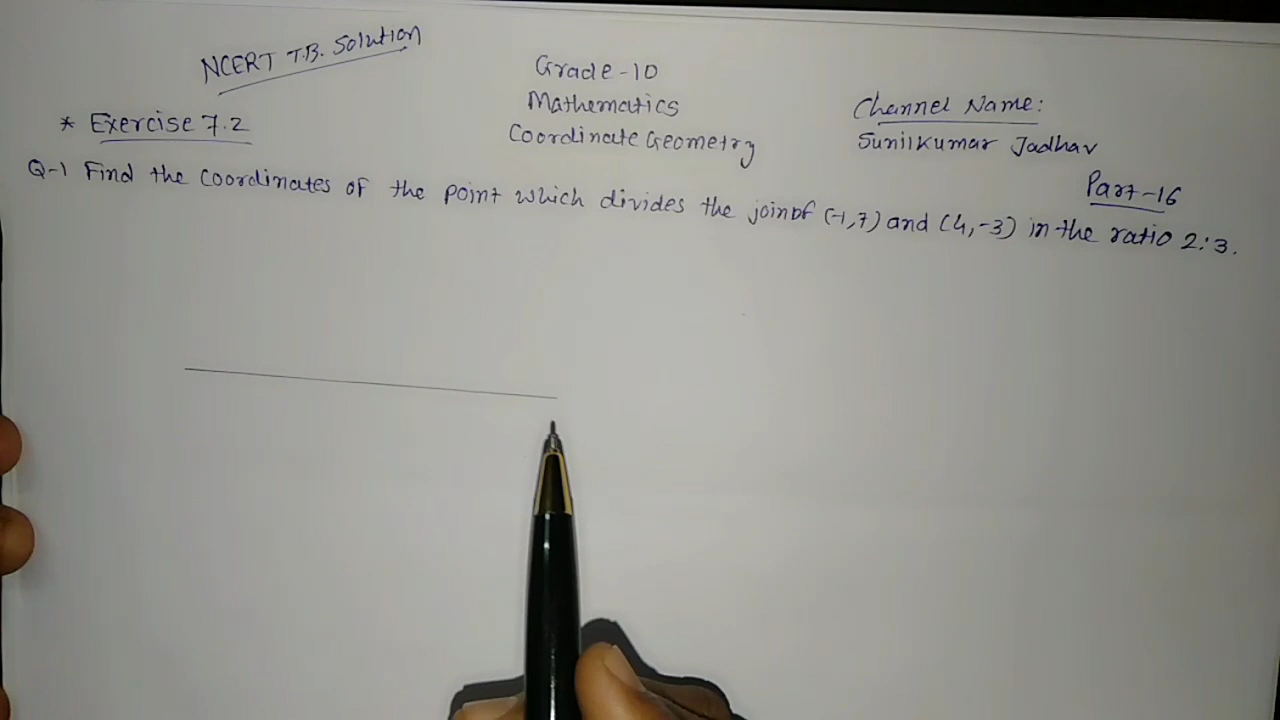 NCERT T.B. Solution
Grade-10
Mathematics
Coordinate Geometry
Channel Name:
Sunilkumar Jadhav
Part-16
* Exercise 7.2
Q-1 Find the coordinates of the point which divides the join of (-1,7) and (4,-3) in the ratio 2:3.